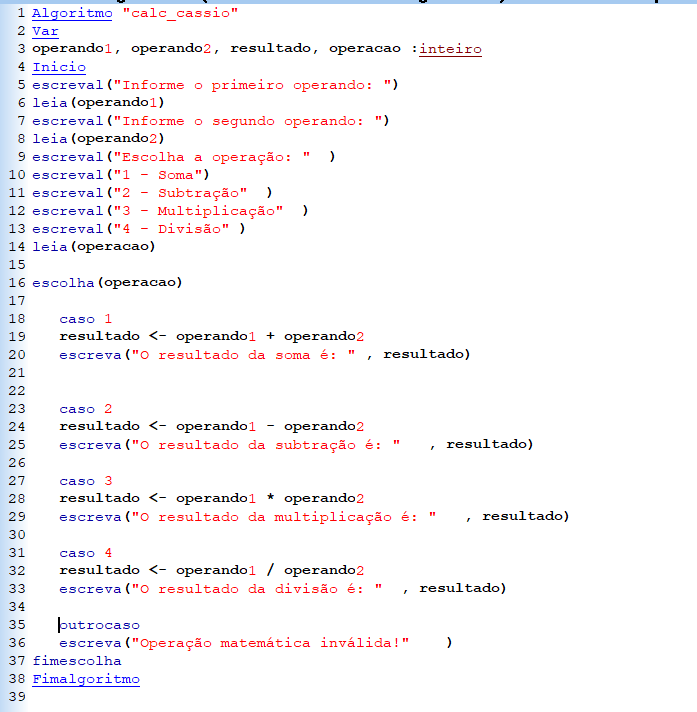 1 Algoritmo "calc_cassio"
2 Var
3 operando1, operando2, resultado, operacao :inteiro
4 Inicio
5 escreval("Informe o primeiro operando: ")
6 leia(operando1)
7 escreval("Informe o segundo operando: ")
8 leia(operando2)
9 escreval("Escolha a operação: "  )
10 escreval("1 - Soma")
11 escreval("2 - Subtração"  )
12 escreval("3 - Multiplicação"  )
13 escreval("4 - Divisão" )
14 leia(operacao)
15
16 escolha(operacao)
17
18    caso 1
19    resultado <- operando1 + operando2
20    escreva("O resultado da soma é: " , resultado)
21
22
23    caso 2
24    resultado <- operando1 - operando2
25    escreva("O resultado da subtração é: "   , resultado)
26
27    caso 3
28    resultado <- operando1 * operando2
29    escreva("O resultado da multiplicação é: "   , resultado)
30
31    caso 4
32    resultado <- operando1 / operando2
33    escreva("O resultado da divisão é: "  , resultado)
34
35    outrocaso
36    escreva("Operação matemática inválida!"    )
37 fimescolha
38 Fimalgoritmo
39